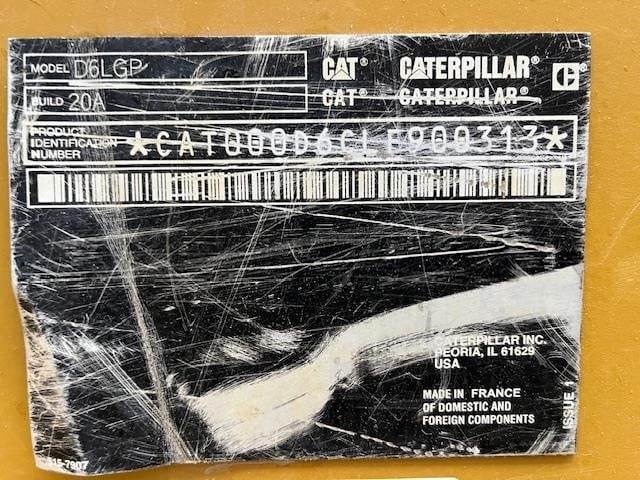 MODEL D6LGP
CAT® CATERPILLAR®
BUILD 20A
CAT® CATERPILLAR®
PRODUCT
IDENTIFICATION
NUMBER
CATERPILLAR INC.
PEORIA, IL 61629
USA
MADE IN FRANCE
OF DOMESTIC AND
FOREIGN COMPONENTS
ISSUE 1